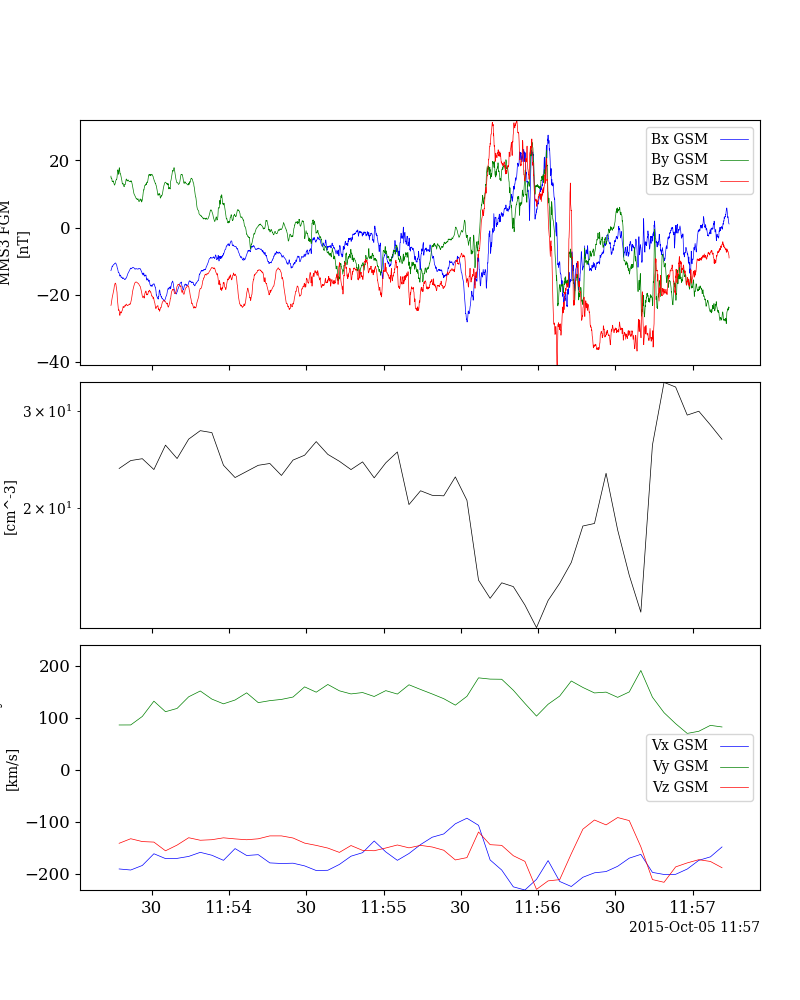 20
0
−20
−40
MMS3 FGM
[nT]
Bx GSM
By GSM
Bz GSM
3 × 10¹
2 × 10¹
[cm^-3]
200
100
0
−100
−200
[km/s]
Vx GSM
Vy GSM
Vz GSM
30 11:54 30 11:55 30 11:56 30 11:57
2015-Oct-05 11:57